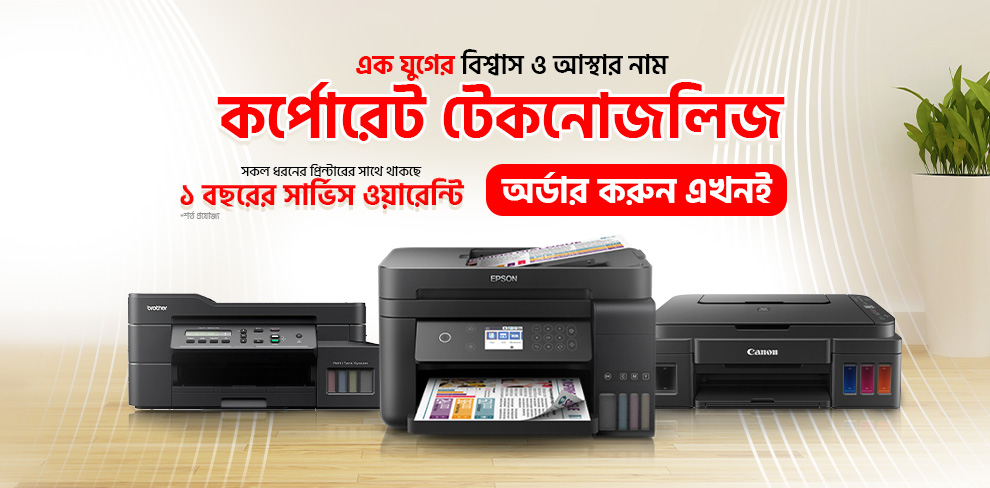 এক যুগের বিশ্বাস ও আস্থার নাম
কর্পোরেট টেকনোজলিজ
সকল ধরনের প্রিন্টারের সাথে থাকছে
১ বছরের সার্ভিস ওয়ারেন্টি
*শর্ত প্রযোজ্য
অর্ডার করুন এখনই
brother
EPSON
Canon